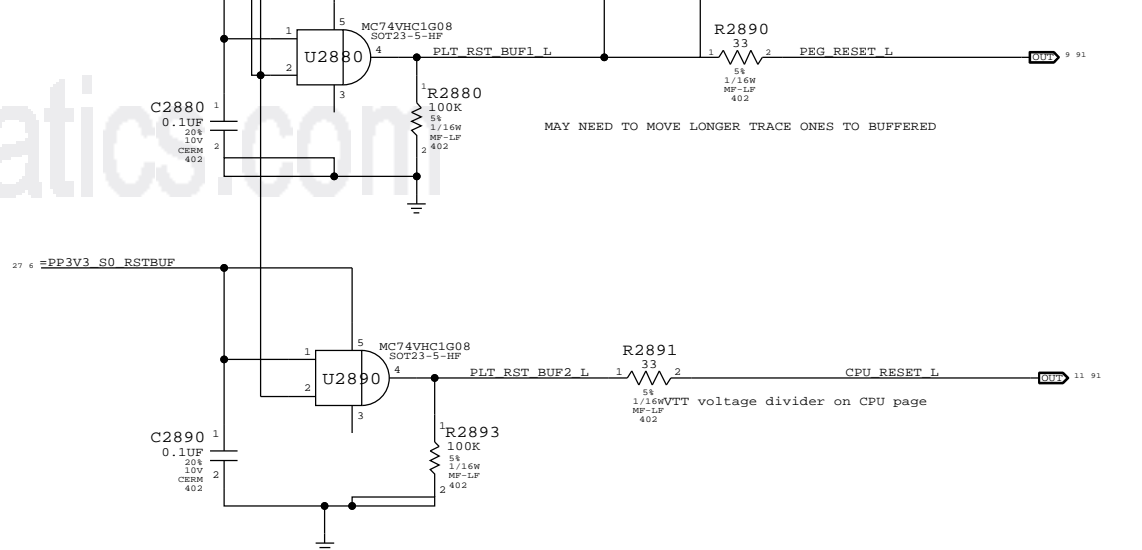 5
MC74VHC1G08
SOT23-5-HF
1
U2880
4
PLT_RST_BUF1_L
2
3
R2890
33
1 2
5%
1/16W
MF-LF
402
PEG_RESET_L
OUT 9 91
C2880 1
0.1UF
20%
10V
CERM
402
2
1
R2880
100K
5%
1/16W
MF-LF
402
2
MAY NEED TO MOVE LONGER TRACE ONES TO BUFFERED
atics.com
27 6 =PP3V3_S0_RSTBUF
5
MC74VHC1G08
SOT23-5-HF
1
U2890
4
PLT_RST_BUF2_L
2
3
R2891
33
1 2
5%
1/16W
MF-LF
402
CPU_RESET_L
OUT 11 91
VTT voltage divider on CPU page
C2890 1
0.1UF
20%
10V
CERM
402
2
1
R2893
100K
5%
1/16W
MF-LF
402
2